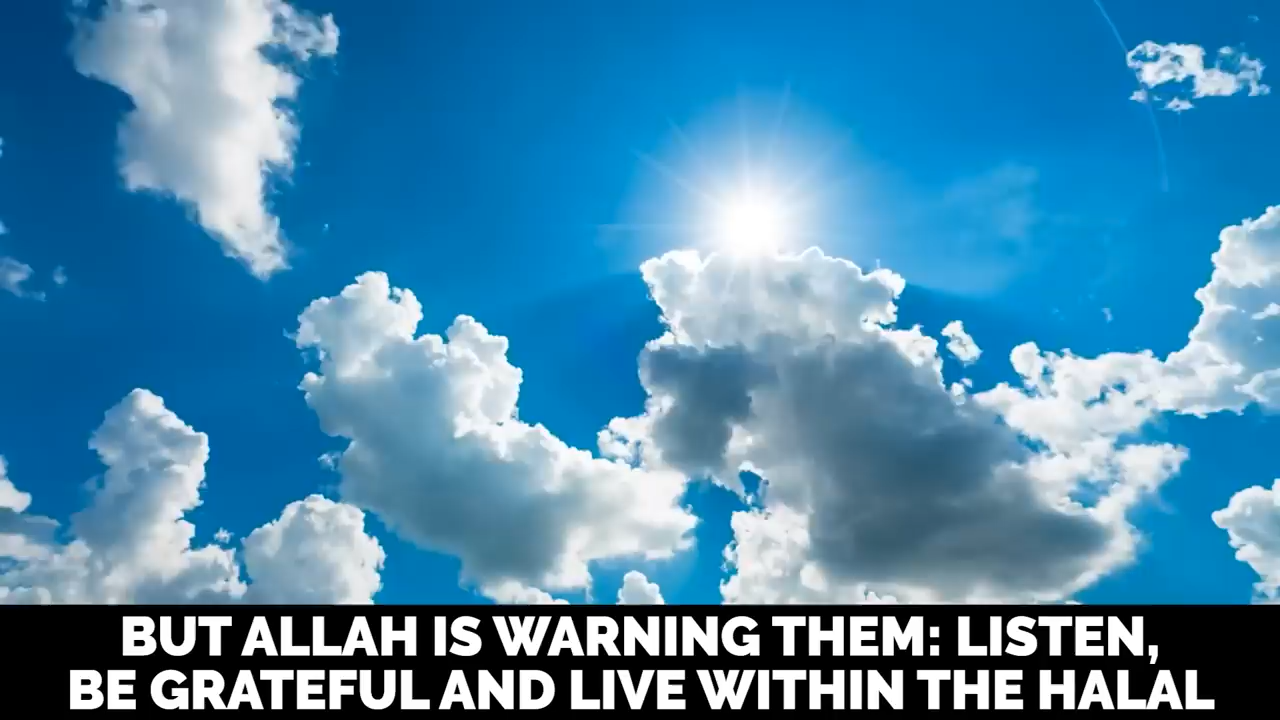 BUT ALLAH IS WARNING THEM: LISTEN,
BE GRATEFUL AND LIVE WITHIN THE HALAL